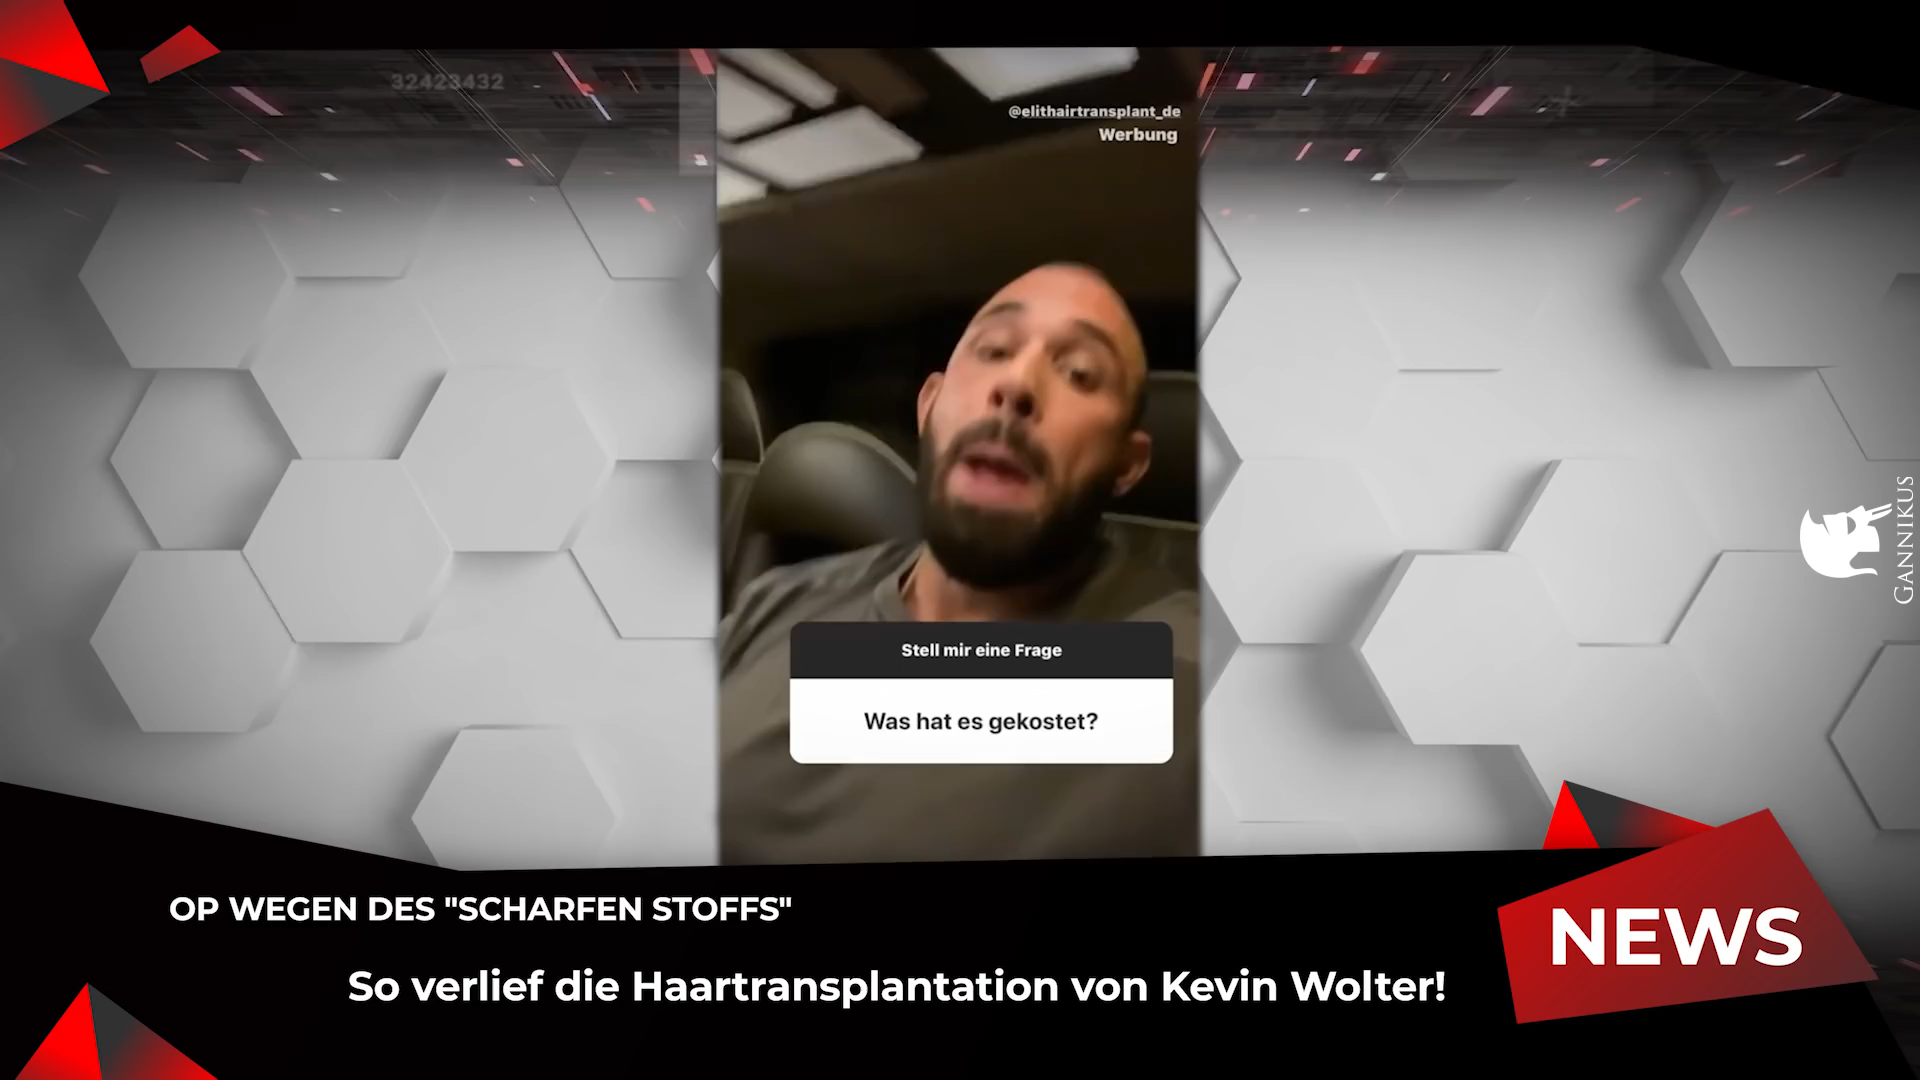 32423432
@elithairtransplant_de
Werbung
GANNIKUS
Stell mir eine Frage
Was hat es gekostet?
OP WEGEN DES "SCHARFEN STOFFS"
NEWS
So verlief die Haartransplantation von Kevin Wolter!